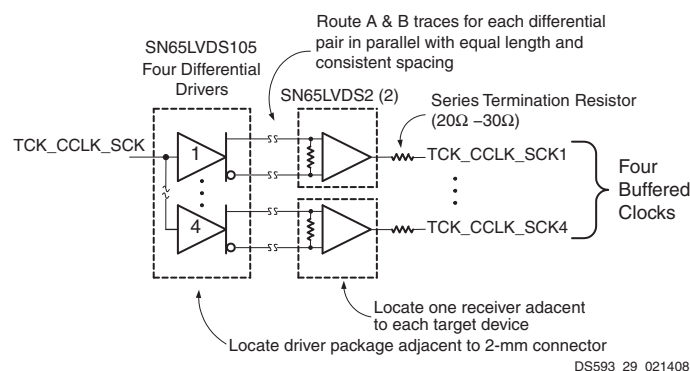 Route A & B traces for each differential
pair in parallel with equal length and
consistent spacing
SN65LVDS105
Four Differential
Drivers
SN65LVDS2 (2)
Series Termination Resistor
(20Ω –30Ω)
TCK_CCLK_SCK
1
TCK_CCLK_SCK1
4
TCK_CCLK_SCK4
Four
Buffered
Clocks
Locate one receiver adacent
to each target device
Locate driver package adjacent to 2-mm connector
DS593_29_021408